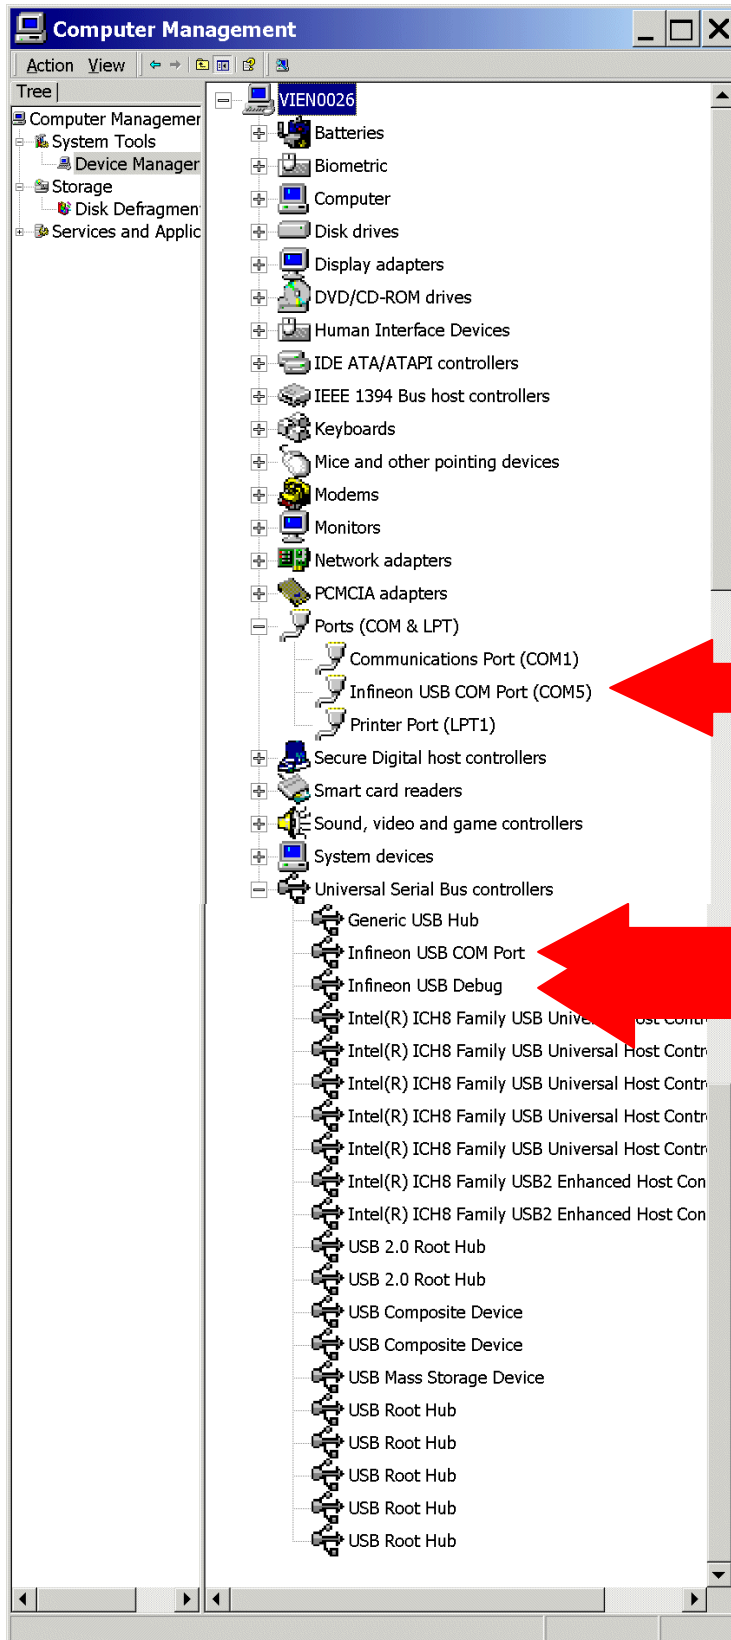 Computer Management
Action View
Tree
Computer Managemer
System Tools
Device Manager
Storage
Disk Defragmen
Services and Applic
VIEN0026
Batteries
Biometric
Computer
Disk drives
Display adapters
DVD/CD-ROM drives
Human Interface Devices
IDE ATA/ATAPI controllers
IEEE 1394 Bus host controllers
Keyboards
Mice and other pointing devices
Modems
Monitors
Network adapters
PCMCIA adapters
Ports (COM & LPT)
Communications Port (COM1)
Infineon USB COM Port (COM5)
Printer Port (LPT1)
Secure Digital host controllers
Smart card readers
Sound, video and game controllers
System devices
Universal Serial Bus controllers
Generic USB Hub
Infineon USB COM Port
Infineon USB Debug
Intel(R) ICH8 Family USB Unive Host Contr
Intel(R) ICH8 Family USB Universal Host Contr
Intel(R) ICH8 Family USB Universal Host Contr
Intel(R) ICH8 Family USB Universal Host Contr
Intel(R) ICH8 Family USB Universal Host Contr
Intel(R) ICH8 Family USB2 Enhanced Host Con
Intel(R) ICH8 Family USB2 Enhanced Host Con
USB 2.0 Root Hub
USB 2.0 Root Hub
USB Composite Device
USB Composite Device
USB Mass Storage Device
USB Root Hub
USB Root Hub
USB Root Hub
USB Root Hub
USB Root Hub